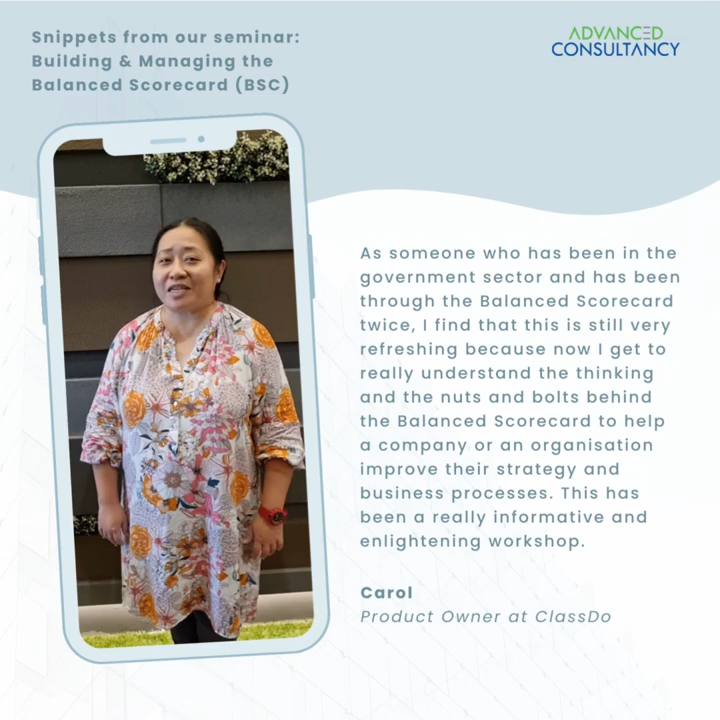 Snippets from our seminar:
Building & Managing the
Balanced Scorecard (BSC)
ADVANCED
CONSULTANCY
As someone who has been in the
government sector and has been
through the Balanced Scorecard
twice, I find that this is still very
refreshing because now I get to
really understand the thinking
and the nuts and bolts behind
the Balanced Scorecard to help
a company or an organisation
improve their strategy and
business processes. This has
been a really informative and
enlightening workshop.
Carol
Product Owner at ClassDo